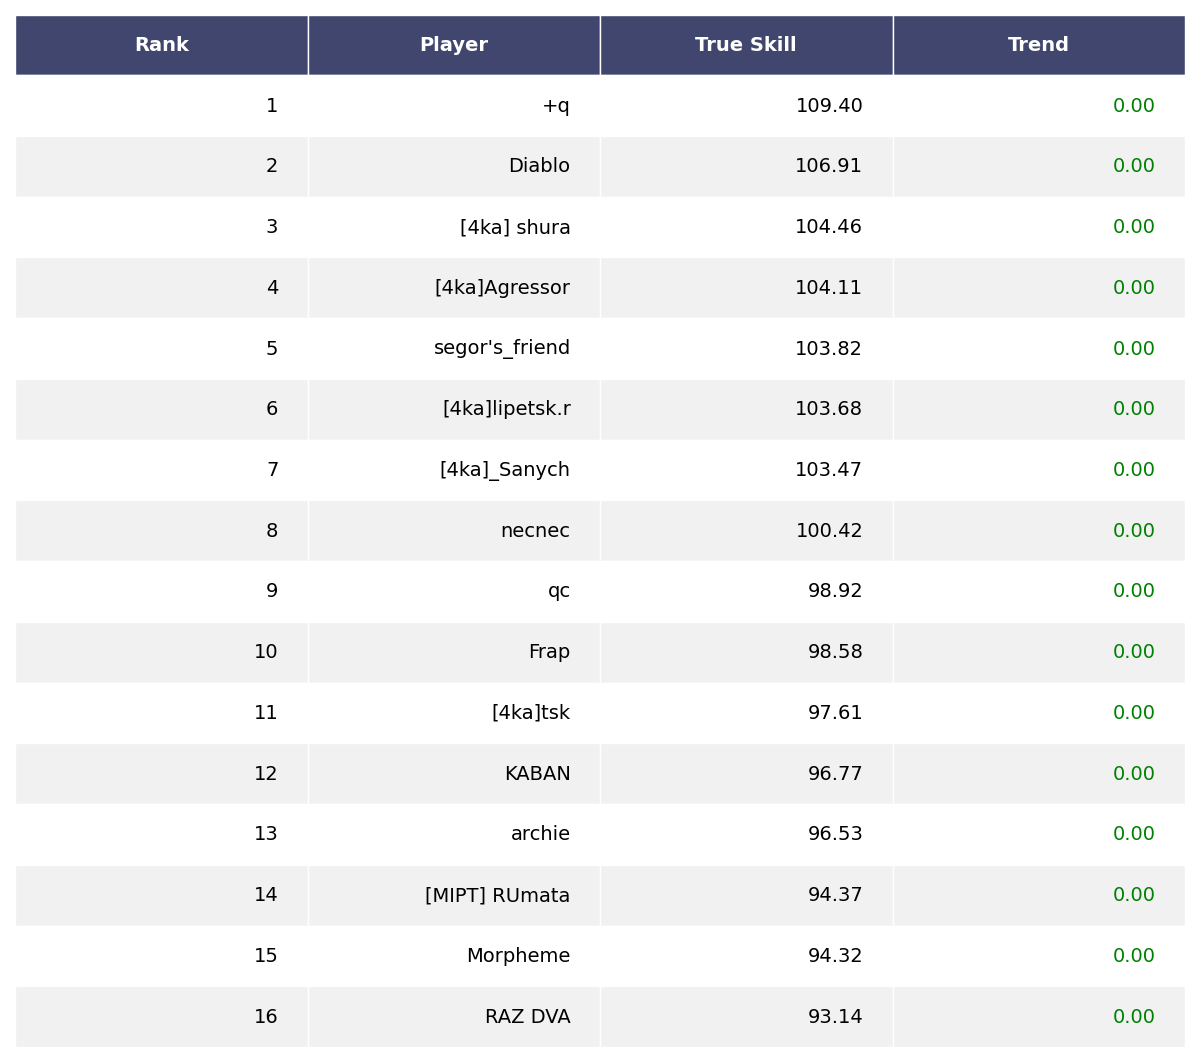 Rank Player True Skill Trend
1 +q 109.40 0.00
2 Diablo 106.91 0.00
3 [4ka] shura 104.46 0.00
4 [4ka]Agressor 104.11 0.00
5 segor's_friend 103.82 0.00
6 [4ka]lipetsk.r 103.68 0.00
7 [4ka]_Sanych 103.47 0.00
8 necnec 100.42 0.00
9 qc 98.92 0.00
10 Frap 98.58 0.00
11 [4ka]tsk 97.61 0.00
12 KABAN 96.77 0.00
13 archie 96.53 0.00
14 [MIPT] RUmata 94.37 0.00
15 Morpheme 94.32 0.00
16 RAZ DVA 93.14 0.00